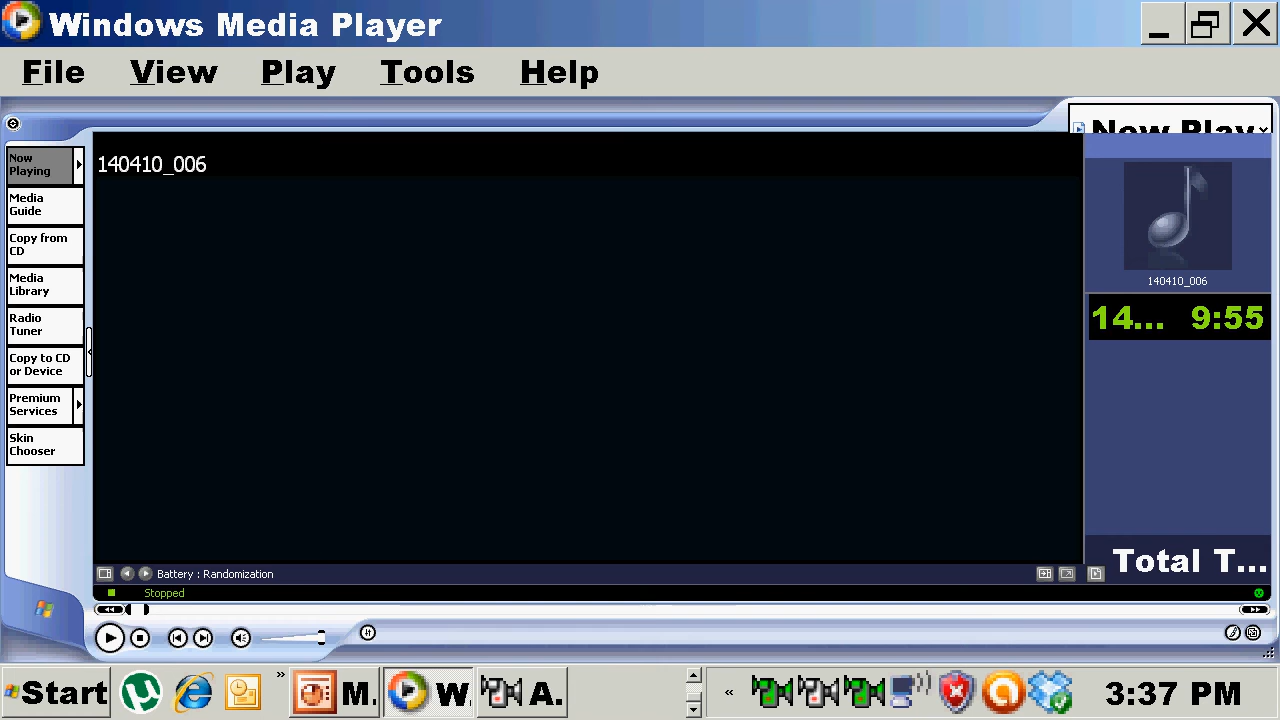 Windows Media Player
File View Play Tools Help
Now Play
Now
Playing
Media
Guide
Copy from
CD
Media
Library
Radio
Tuner
Copy to CD
or Device
Premium
Services
Skin
Chooser
140410_006
140410_006
14... 9:55
Total T...
Battery : Randomization
Stopped
Start M. W. A. « 3:37 PM